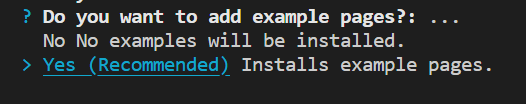 ? Do you want to add example pages?: ...
No No examples will be installed.
> Yes (Recommended) Installs example pages.